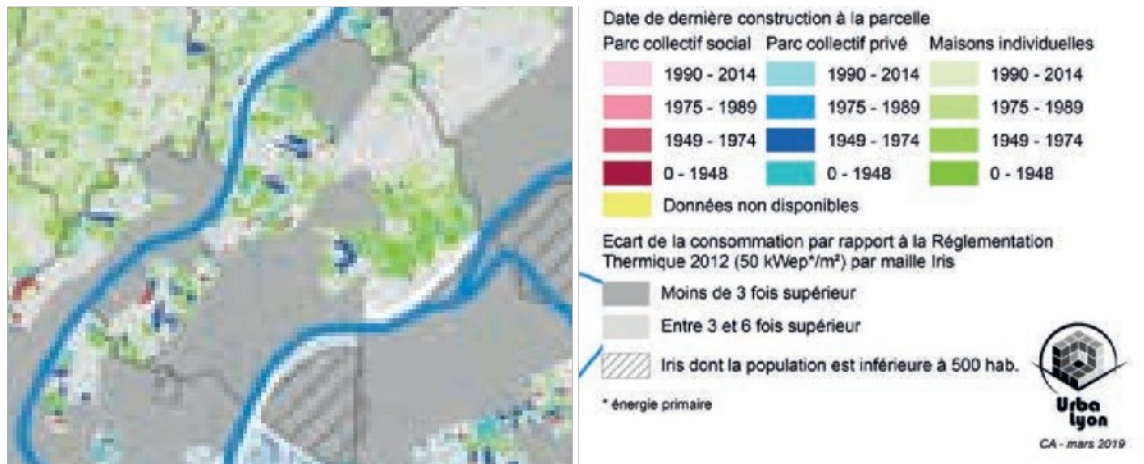 Date de dernière construction à la parcelle
Parc collectif social Parc collectif privé Maisons individuelles
1990 - 2014 1990 - 2014 1990 - 2014
1975 - 1989 1975 - 1989 1975 - 1989
1949 - 1974 1949 - 1974 1949 - 1974
0 - 1948 0 - 1948 0 - 1948
Données non disponibles
Ecart de la consommation par rapport à la Réglementation
Thermique 2012 (50 kWep*/m²) par maille Iris
Moins de 3 fois supérieur
Entre 3 et 6 fois supérieur
Iris dont la population est inférieure à 500 hab.
* énergie primaire
Urba
Lyon
CA - mars 2019